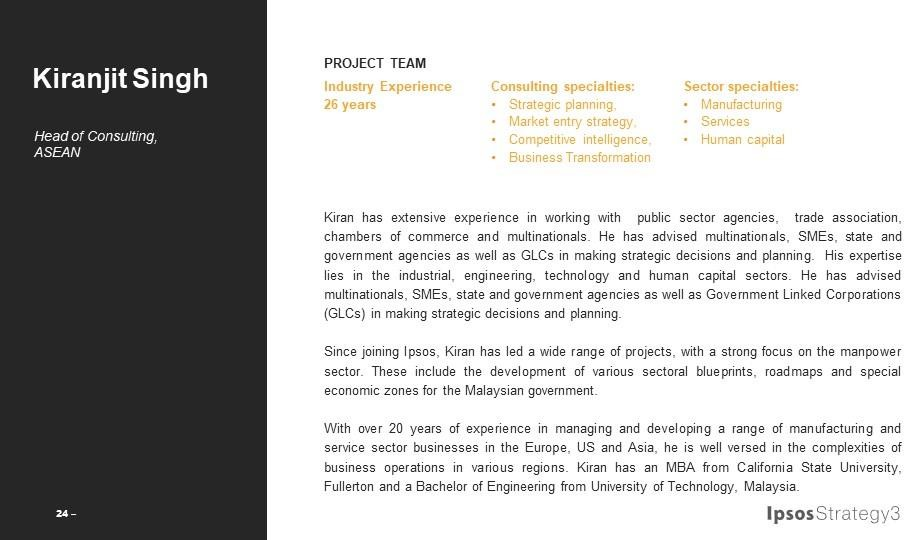 Kiranjit Singh
Head of Consulting,
ASEAN
PROJECT TEAM
Industry Experience
26 years
Consulting specialties:
• Strategic planning,
• Market entry strategy,
• Competitive intelligence,
• Business Transformation
Sector specialties:
• Manufacturing
• Services
• Human capital
Kiran has extensive experience in working with public sector agencies, trade association,
chambers of commerce and multinationals. He has advised multinationals, SMEs, state and
government agencies as well as GLCs in making strategic decisions and planning. His expertise
lies in the industrial, engineering, technology and human capital sectors. He has advised
multinationals, SMEs, state and government agencies as well as Government Linked Corporations
(GLCs) in making strategic decisions and planning.
Since joining Ipsos, Kiran has led a wide range of projects, with a strong focus on the manpower
sector. These include the development of various sectoral blueprints, roadmaps and special
economic zones for the Malaysian government.
With over 20 years of experience in managing and developing a range of manufacturing and
service sector businesses in the Europe, US and Asia, he is well versed in the complexities of
business operations in various regions. Kiran has an MBA from California State University,
Fullerton and a Bachelor of Engineering from University of Technology, Malaysia.
24 –
IpsosStrategy3